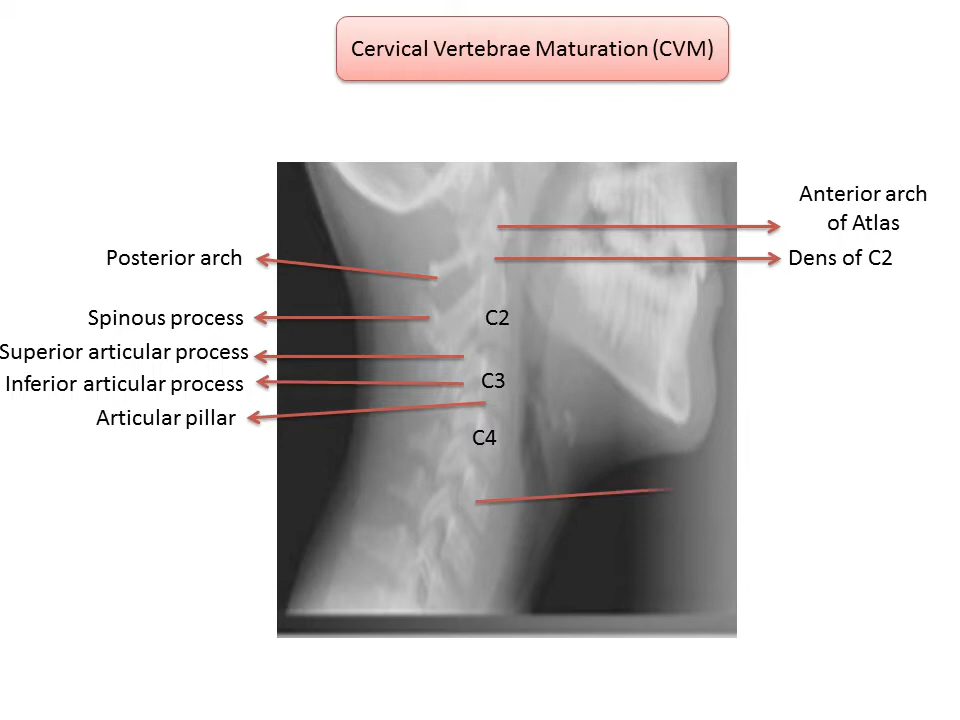 Cervical Vertebrae Maturation (CVM)
Anterior arch
of Atlas
Posterior arch
Dens of C2
Spinous process
C2
Superior articular process
Inferior articular process
C3
Articular pillar
C4